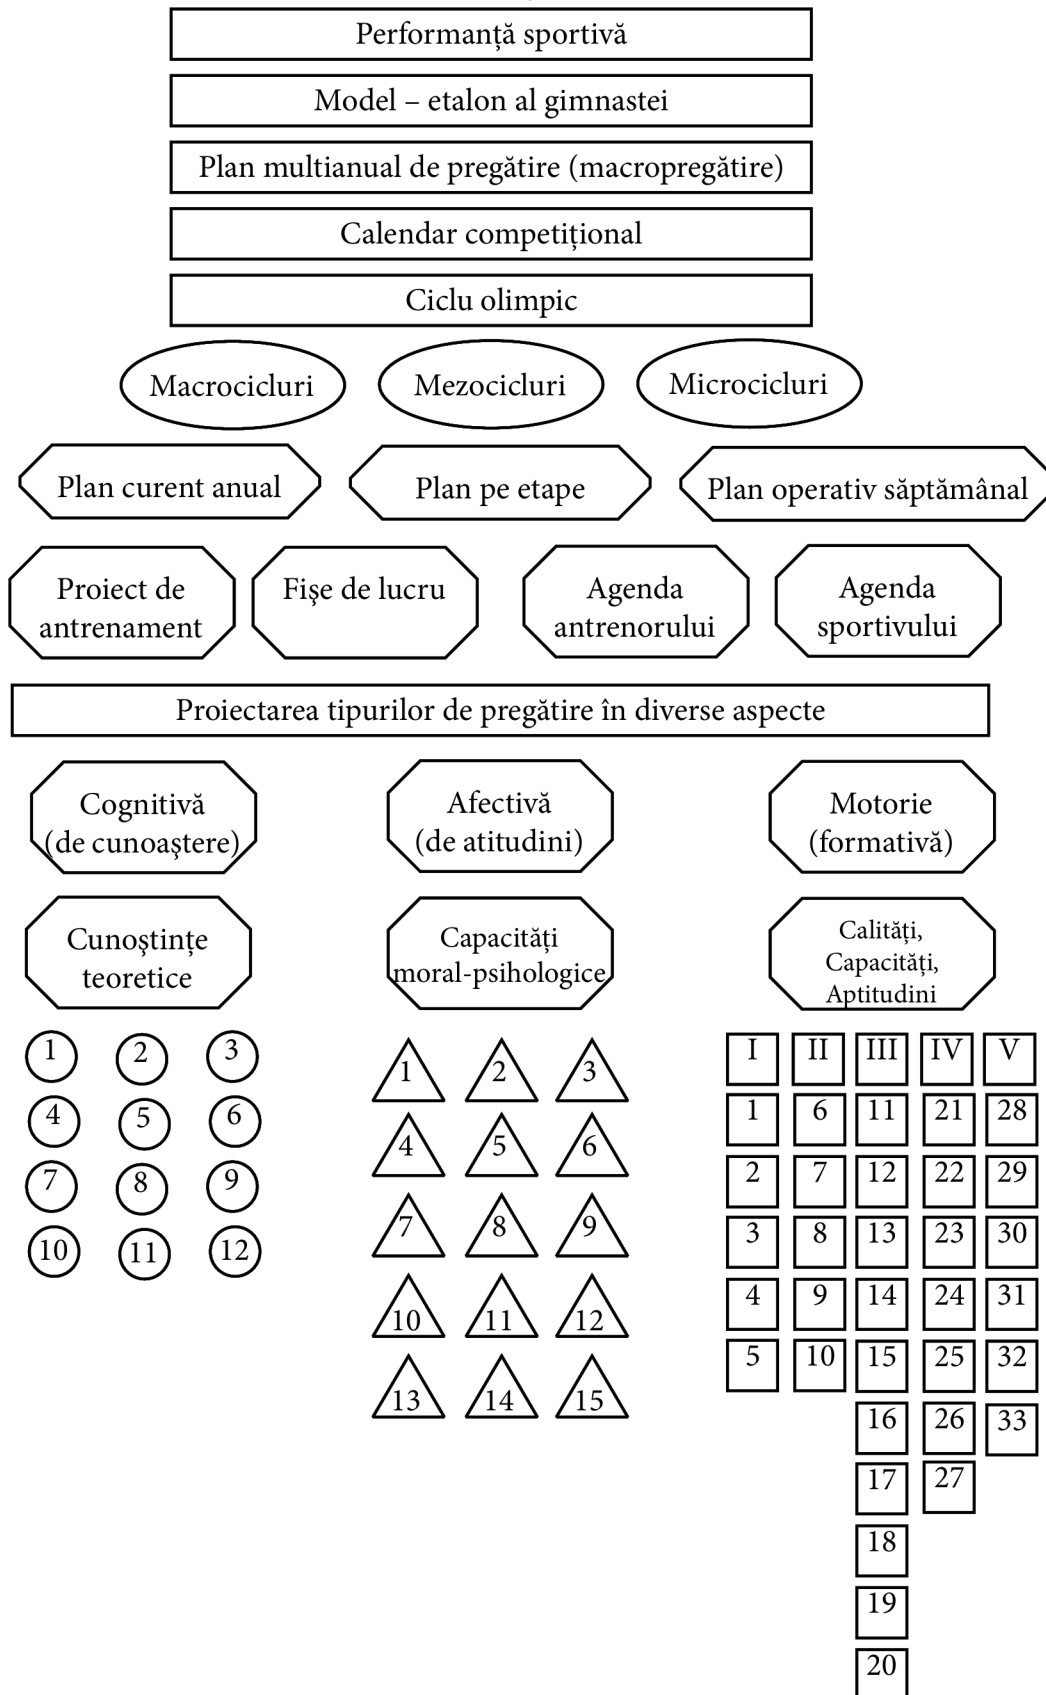 Performanță sportivă
Model – etalon al gimnastei
Plan multianual de pregătire (macropregătire)
Calendar competițional
Ciclu olimpic
Macrocicluri Mezocicluri Microcicluri
Plan curent anual Plan pe etape Plan operativ săptămânal
Proiect de antrenament
Fişe de lucru
Agenda antrenorului
Agenda sportivului
Proiectarea tipurilor de pregătire în diverse aspecte
Cognitivă
(de cunoaştere)
Afectivă
(de atitudini)
Motorie
(formativă)
Cunoştințe
teoretice
Capacități
moral-psihologice
Calități,
Capacități,
Aptitudini
1 2 3
4 5 6
7 8 9
10 11 12
1 2 3
4 5 6
7 8 9
10 11 12
13 14 15
I II III IV V
1 6 11 21 28
2 7 12 22 29
3 8 13 23 30
4 9 14 24 31
5 10 15 25 32
16 26 33
17 27
18
19
20